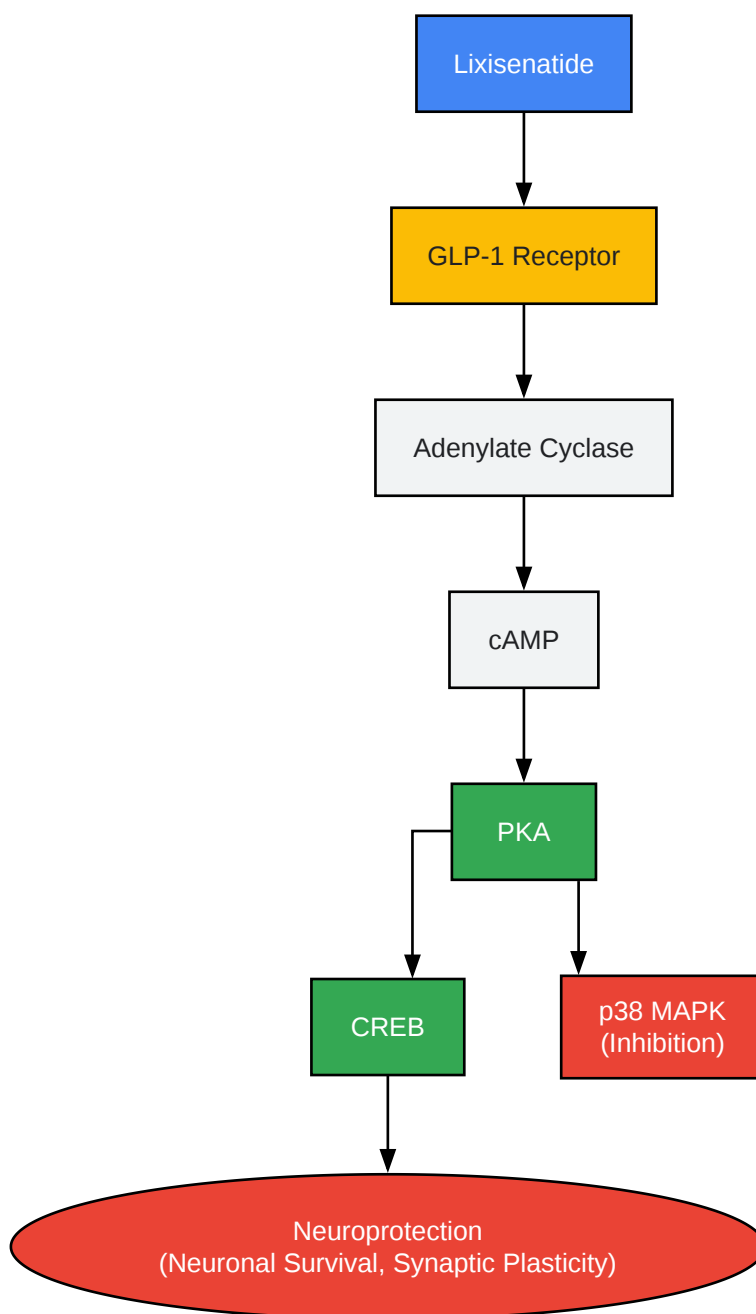 Lixisenatide
GLP-1 Receptor
Adenylate Cyclase
cAMP
PKA
CREB
p38 MAPK
(Inhibition)
Neuroprotection
(Neuronal Survival, Synaptic Plasticity)